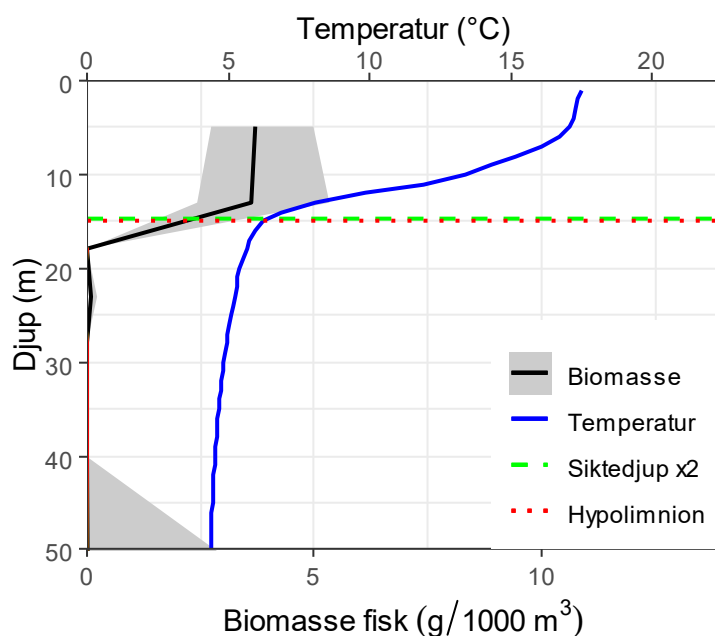 Temperatur (°C)
0 5 10 15 20
0
10
20
30
40
50
Djup (m)
Biomasse
Temperatur
Siktedjup x2
Hypolimnion
0 5 10
Biomasse fisk (g/1000 m³)